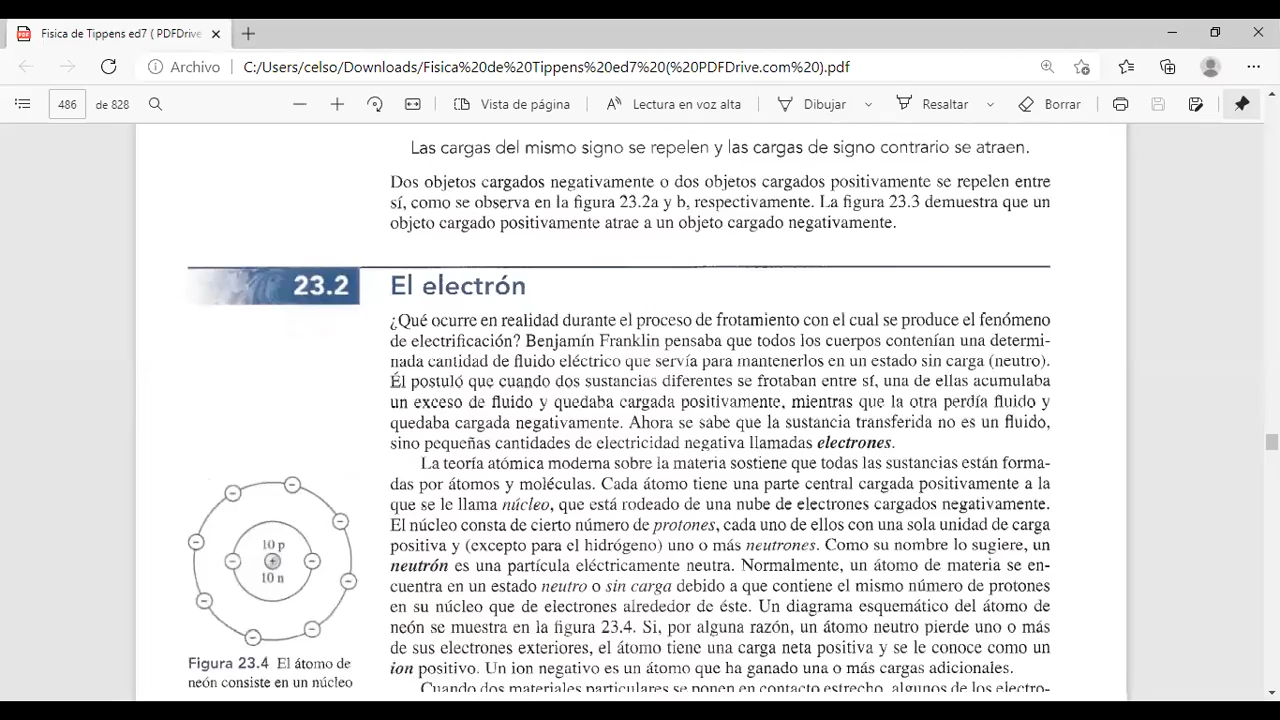 Fisica de Tippens ed7 ( PDFDrive
Archivo C:/Users/celso/Downloads/Fisica%20de%20Tippens%20ed7%20(%20PDFDrive.com%20).pdf
486 de 828 Vista de página Lectura en voz alta Dibujar Resaltar Borrar
Las cargas del mismo signo se repelen y las cargas de signo contrario se atraen.
Dos objetos cargados negativamente o dos objetos cargados positivamente se repelen entre
sí, como se observa en la figura 23.2a y b, respectivamente. La figura 23.3 demuestra que un
objeto cargado positivamente atrae a un objeto cargado negativamente.
23.2 El electrón
¿Qué ocurre en realidad durante el proceso de frotamiento con el cual se produce el fenómeno
de electrificación? Benjamín Franklin pensaba que todos los cuerpos contenían una determi-
nada cantidad de fluido eléctrico que servía para mantenerlos en un estado sin carga (neutro).
Él postuló que cuando dos sustancias diferentes se frotaban entre sí, una de ellas acumulaba
un exceso de fluido y quedaba cargada positivamente, mientras que la otra perdía fluido y
quedaba cargada negativamente. Ahora se sabe que la sustancia transferida no es un fluido,
sino pequeñas cantidades de electricidad negativa llamadas electrones.
La teoría atómica moderna sobre la materia sostiene que todas las sustancias están forma-
das por átomos y moléculas. Cada átomo tiene una parte central cargada positivamente a la
que se le llama núcleo, que está rodeado de una nube de electrones cargados negativamente.
El núcleo consta de cierto número de protones, cada uno de ellos con una sola unidad de carga
positiva y (excepto para el hidrógeno) uno o más neutrones. Como su nombre lo sugiere, un
neutrón es una partícula eléctricamente neutra. Normalmente, un átomo de materia se en-
cuentra en un estado neutro o sin carga debido a que contiene el mismo número de protones
en su núcleo que de electrones alrededor de éste. Un diagrama esquemático del átomo de
neón se muestra en la figura 23.4. Si, por alguna razón, un átomo neutro pierde uno o más
de sus electrones exteriores, el átomo tiene una carga neta positiva y se le conoce como un
ion positivo. Un ion negativo es un átomo que ha ganado una o más cargas adicionales.
Cuando dos materiales particulares se ponen en contacto estrecho, algunos de los electro-
10 p
+
10 n
Figura 23.4 El átomo de
neón consiste en un núcleo